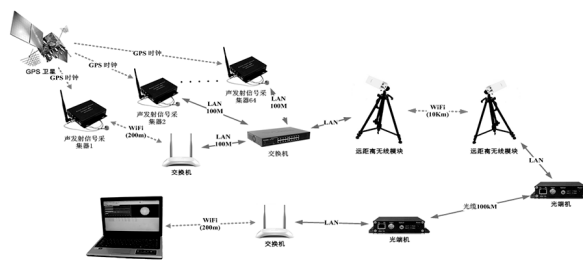 GPS 卫星
GPS 时钟
GPS 时钟
GPS 时钟
声发射信号采
集器1
声发射信号采
集器2
声发射信号采
集器64
LAN
100M
LAN
100M
WiFi
(200m)
LAN
100M
交换机
交换机
LAN
远距离无线模块
WiFi
(10Km)
远距离无线模块
LAN
光端机
光缆100kM
光端机
LAN
交换机
WiFi
(200m)